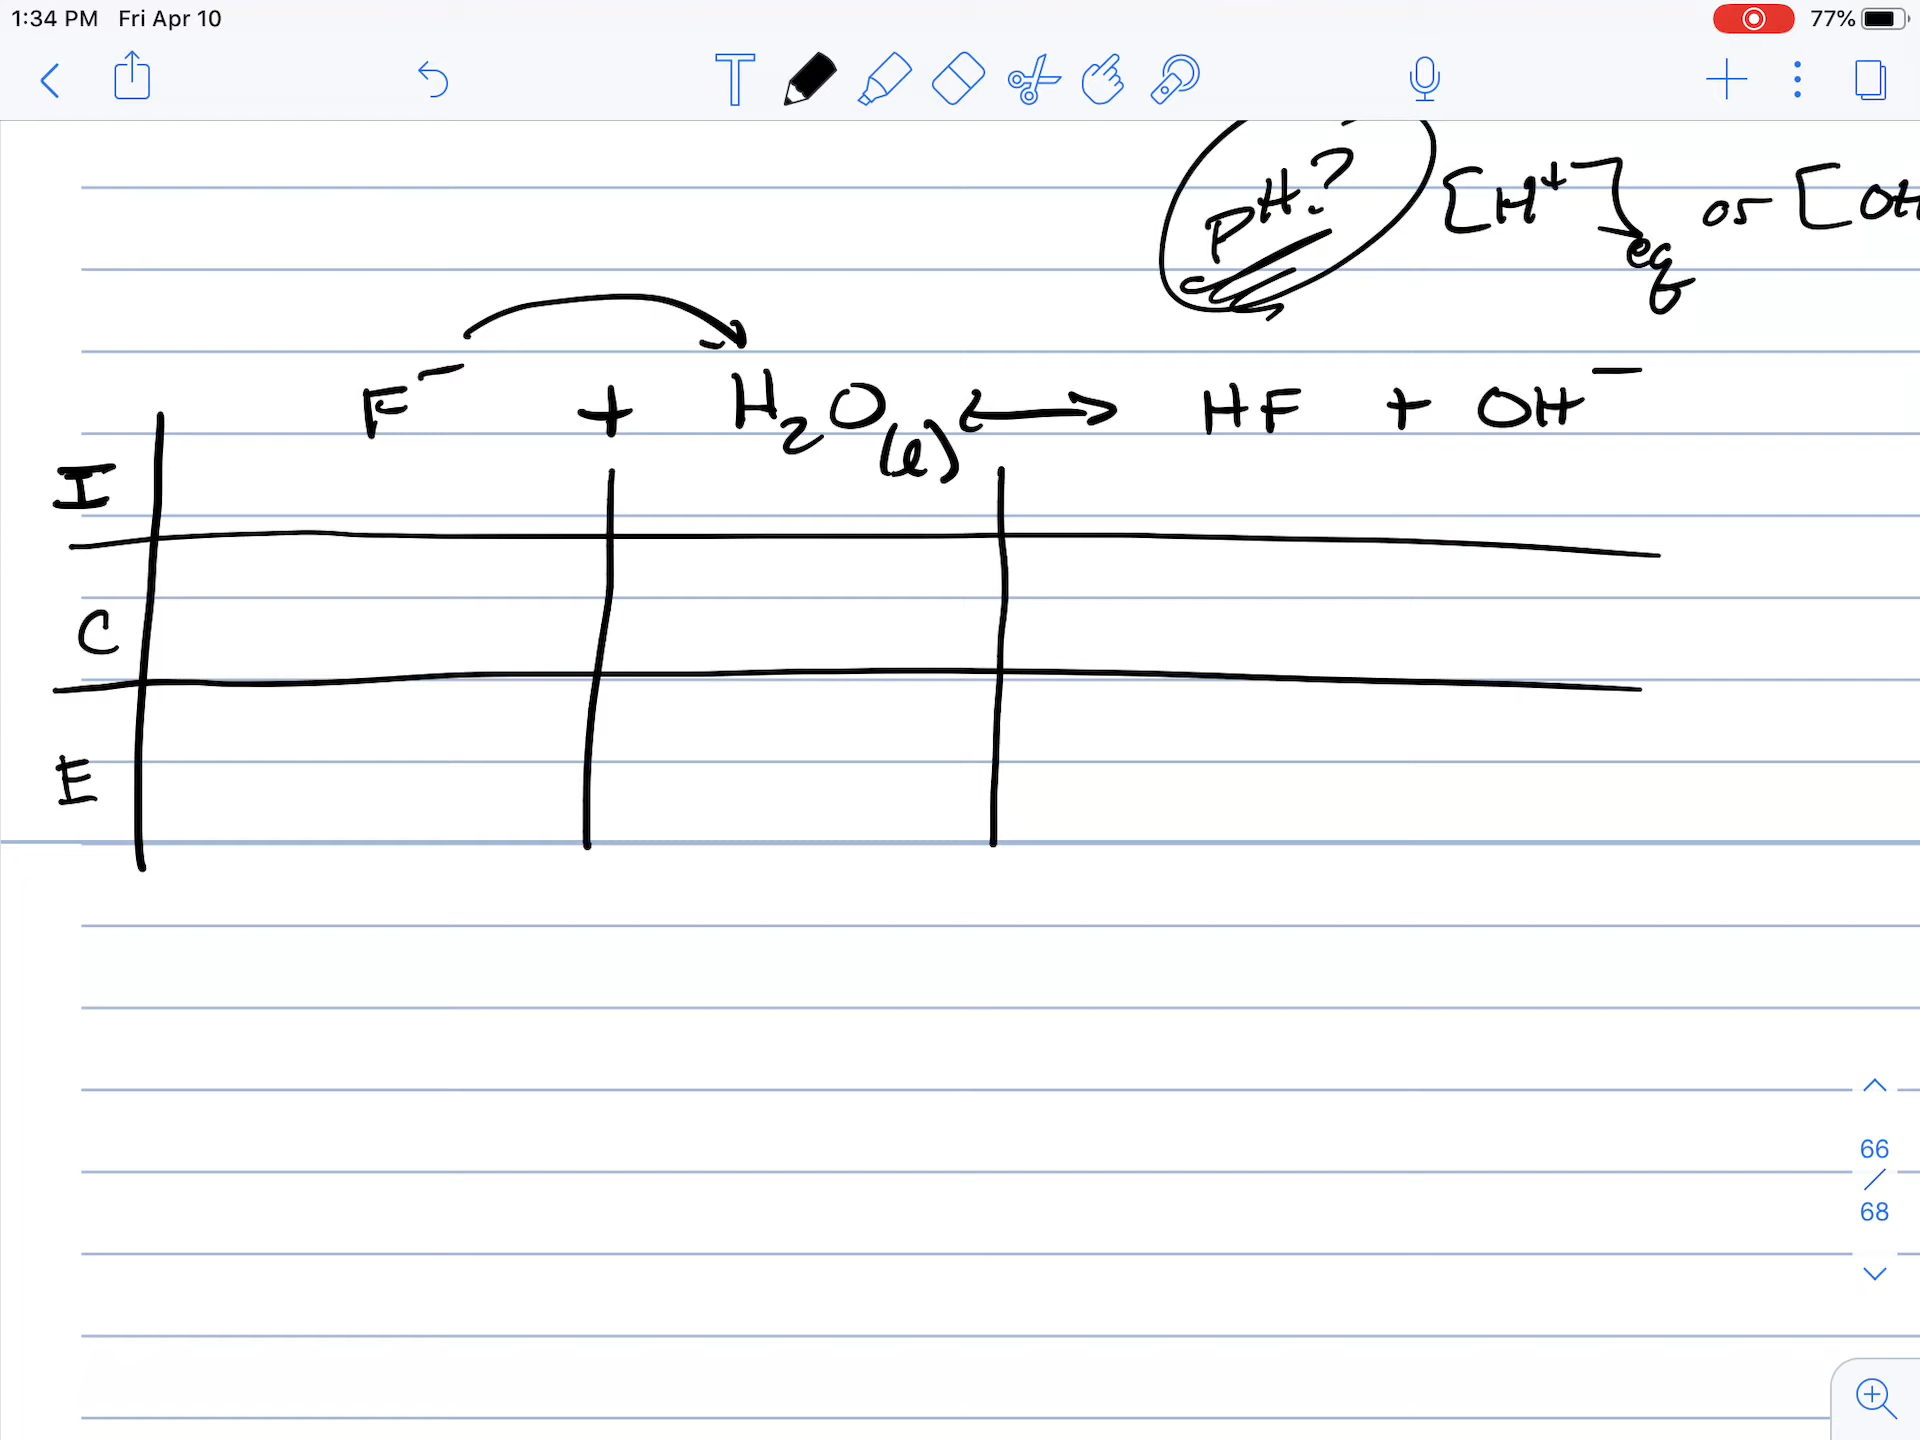 1:34 PM Fri Apr 10 77%
T
pH? [H+]eq or [OH
F⁻ + H₂O(l) ⟷ HF + OH⁻
I
C
E
66
/
68